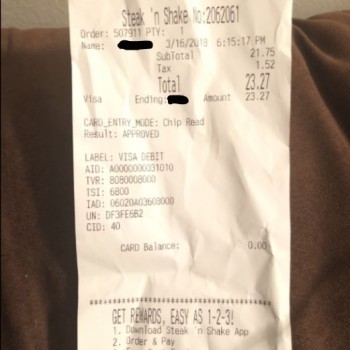 Steak 'n Shake No:2062061
Order: 507911 PTY: 1
Name: 3/16/2018 6:15:17 PM
SubTotal 21.75
Tax 1.52
Total 23.27
Visa Ending: Amount 23.27
CARD_ENTRY_MODE: Chip Read
Result: APPROVED
LABEL: VISA DEBIT
AID: A0000000031010
TVR: 8080008000
TSI: 6800
IAD: 06020A03608000
UN: DF3FE6B2
CID: 40
CARD Balance: 0.00
****************************************
GET REWARDS, EASY AS 1-2-3!
1. Download Steak 'n Shake App
2. Order & Pay